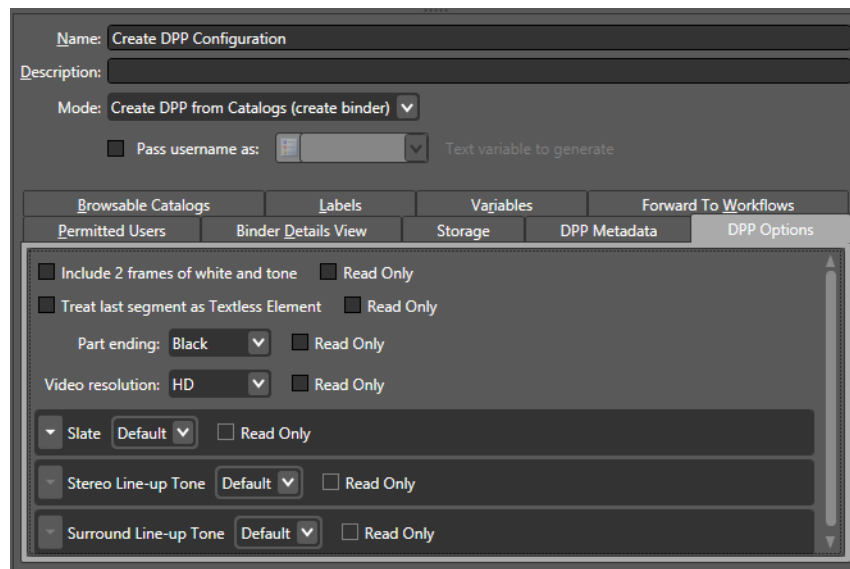 Name: Create DPP Configuration
Description:
Mode: Create DPP from Catalogs (create binder)
Pass username as: Text variable to generate
Browsable Catalogs Labels Variables Forward To Workflows
Permitted Users Binder Details View Storage DPP Metadata DPP Options
Include 2 frames of white and tone Read Only
Treat last segment as Textless Element Read Only
Part ending: Black Read Only
Video resolution: HD Read Only
Slate Default Read Only
Stereo Line-up Tone Default Read Only
Surround Line-up Tone Default Read Only